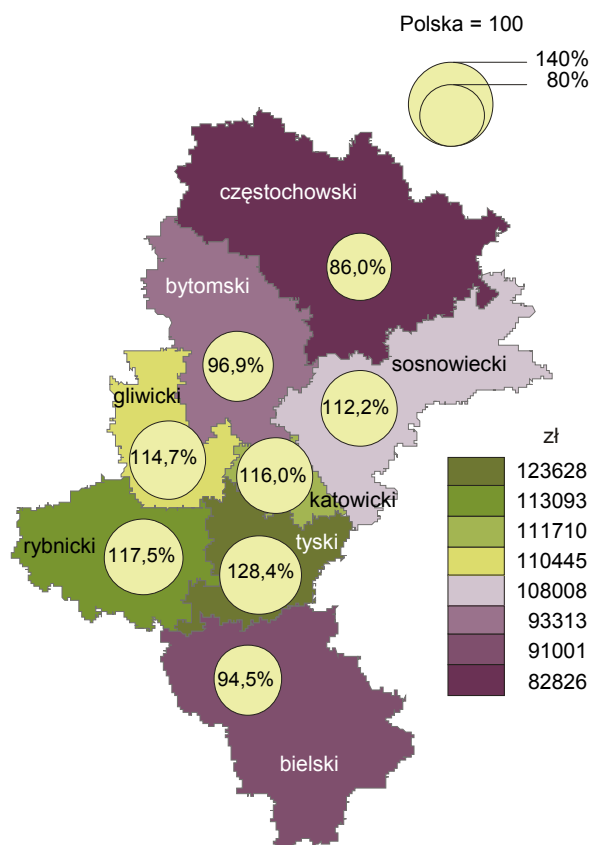 Polska = 100
140%
80%
częstochowski
86,0%
bytomski
96,9%
sosnowiecki
112,2%
gliwicki
114,7%
116,0%
katowicki
rybnicki
117,5%
tyski
128,4%
94,5%
bielski
zł
123628
113093
111710
110445
108008
93313
91001
82826